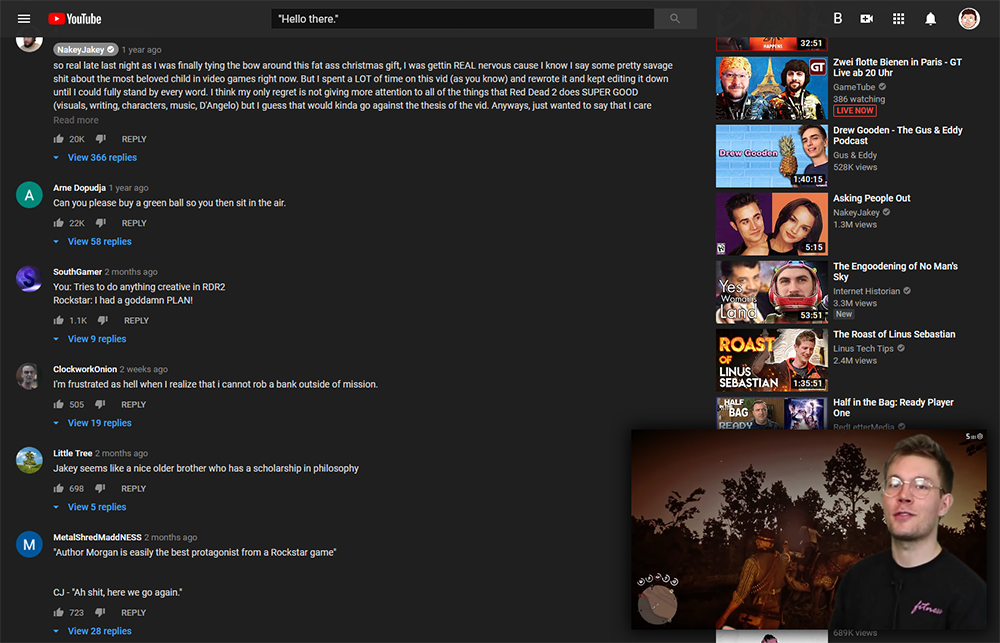 YouTube
"Hello there."
B
NakeyJakey 1 year ago
so real late last night as I was finally tying the bow around this fat ass christmas gift, I was gettin REAL nervous cause I know I say some pretty savage
shit about the most beloved child in video games right now. But I spent a LOT of time on this vid (as you know) and rewrote it and kept editing it down
until I could fully stand by every word. I think my only regret is not giving more attention to all of the things that Red Dead 2 does SUPER GOOD
(visuals, writing, characters, music, D'Angelo) but I guess that would kinda go against the thesis of the vid. Anyways, just wanted to say that I care
Read more
20K REPLY
View 366 replies
A
Arne Dopudja 1 year ago
Can you please buy a green ball so you then sit in the air.
22K REPLY
View 58 replies
S
SouthGamer 2 months ago
You: Tries to do anything creative in RDR2
Rockstar: I had a goddamn PLAN!
1.1K REPLY
View 9 replies
ClockworkOnion 2 weeks ago
I'm frustrated as hell when I realize that i cannot rob a bank outside of mission.
505 REPLY
View 19 replies
Little Tree 2 months ago
Jakey seems like a nice older brother who has a scholarship in philosophy
698 REPLY
View 5 replies
M
MetalShredMaddNESS 2 months ago
"Author Morgan is easily the best protagonist from a Rockstar game"
CJ - "Ah shit, here we go again."
723 REPLY
View 28 replies
HAPPENS
32:51
GT
Zwei flotte Bienen in Paris - GT
Live ab 20 Uhr
GameTube
386 watching
LIVE NOW
Drew Gooden
1:40:15
Drew Gooden - The Gus & Eddy
Podcast
Gus & Eddy
528K views
5:15
Asking People Out
NakeyJakey
1.3M views
Yes
Woman's
Land
53:51
The Engoodening of No Man's
Sky
Internet Historian
3.3M views
New
ROAST
OF
LINUS
SEBASTIAN
1:35:51
The Roast of Linus Sebastian
Linus Tech Tips
2.4M views
HALF
IN THE
BAG
READY
Half in the Bag: Ready Player
One
RedLetterMedia
fitness
689K views